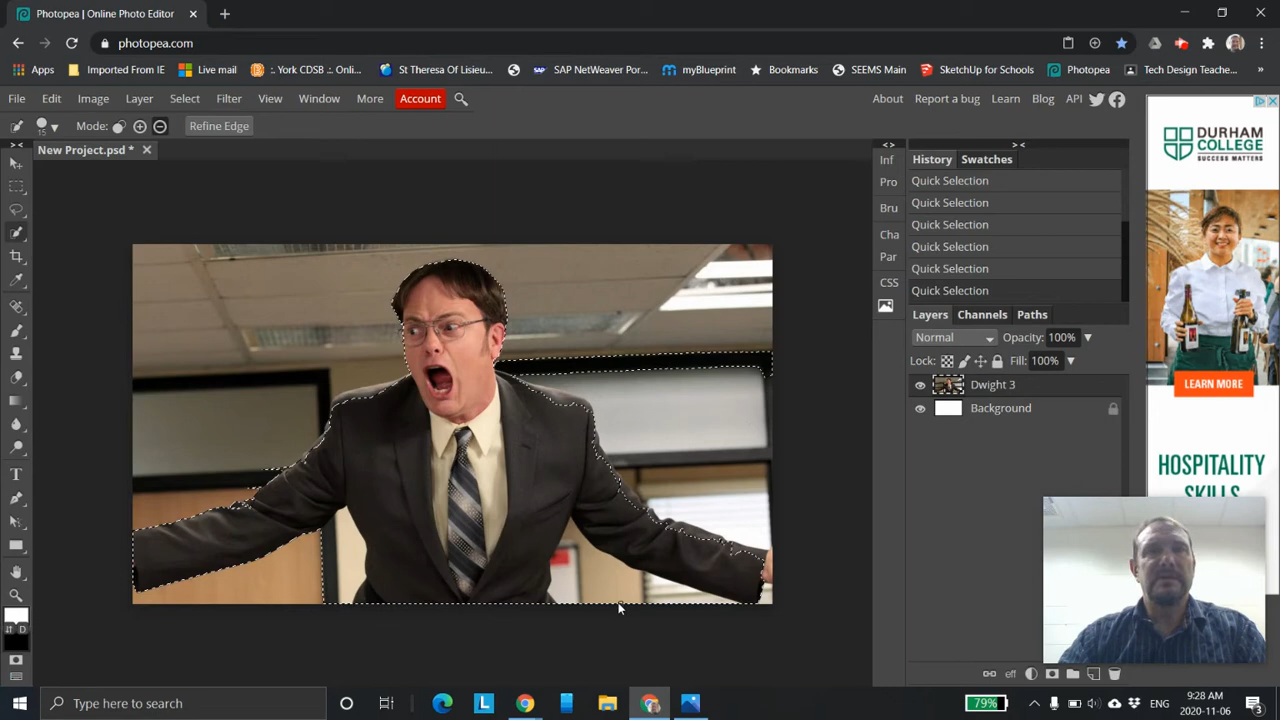 Photopea | Online Photo Editor
photopea.com
Apps
Imported From IE
Live mail
:. York CDSB :. Onli...
St Theresa Of Lisieu...
SAP NetWeaver Por...
myBlueprint
Bookmarks
SEEMS Main
SketchUp for Schools
Photopea
Tech Design Teache...
File Edit Image Layer Select Filter View Window More Account
About Report a bug Learn Blog API
15 Mode: Refine Edge
New Project.psd *
DURHAM
COLLEGE
SUCCESS MATTERS
Inf
Pro
Bru
Cha
Par
CSS
History Swatches
Quick Selection
Quick Selection
Quick Selection
Quick Selection
Quick Selection
Quick Selection
Layers Channels Paths
Normal Opacity: 100%
Lock: Fill: 100%
Dwight 3
Background
LEARN MORE
HOSPITALITY
SKILLS
T
D
eff
Type here to search
L
79%
ENG
9:28 AM
2020-11-06
3